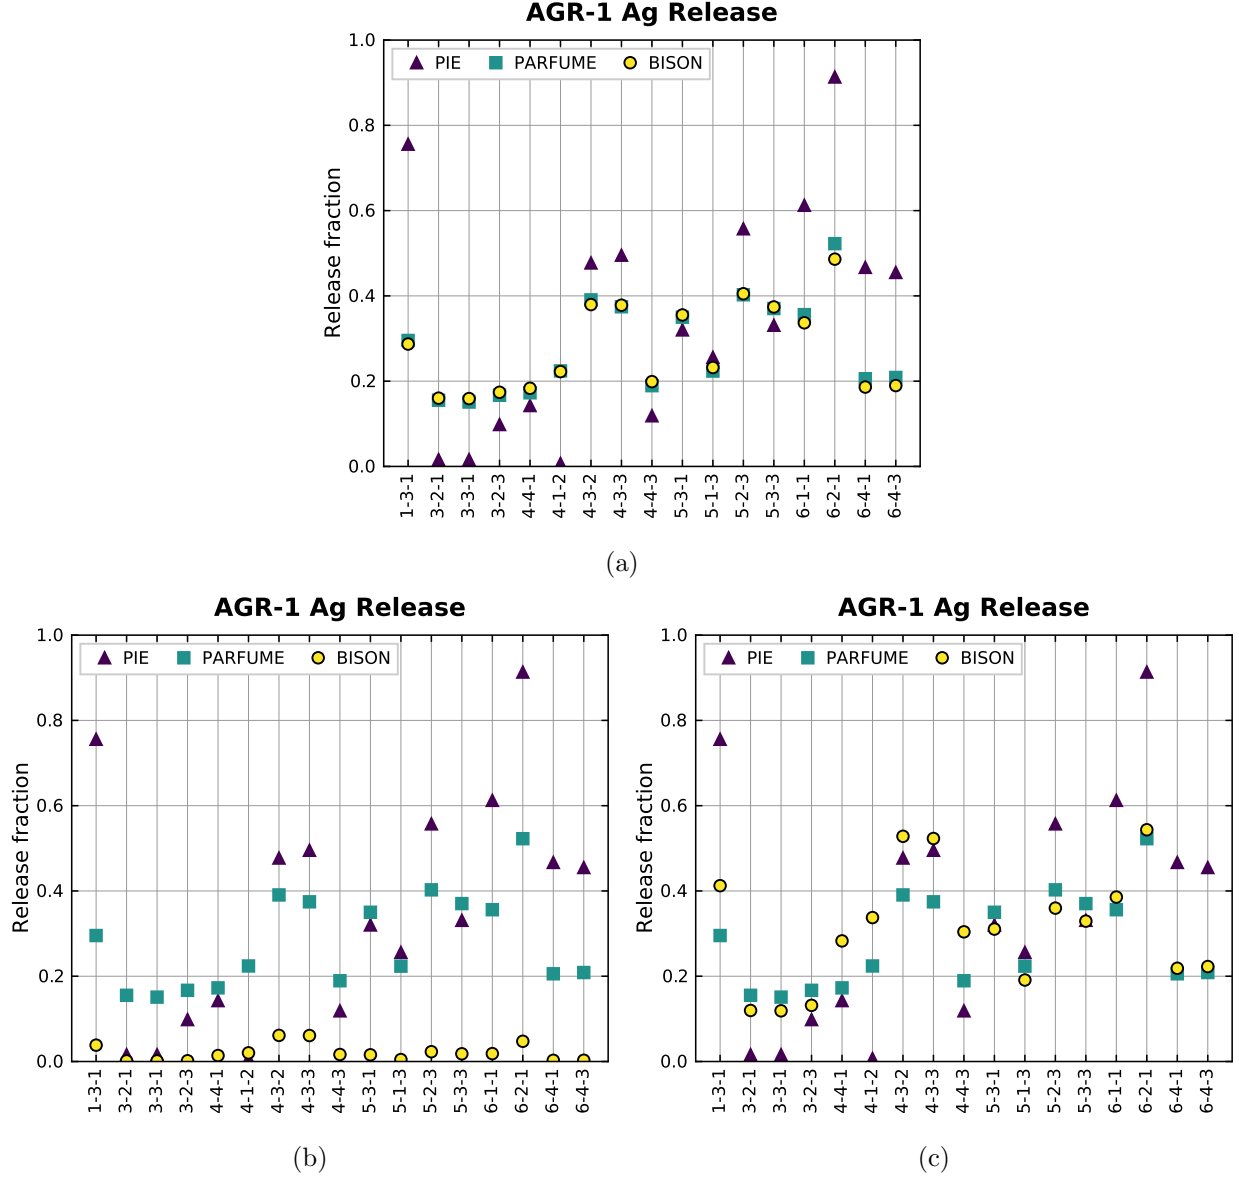 AGR-1 Ag Release
PIE PARFUME BISON
Release fraction
1.0
0.8
0.6
0.4
0.2
0.0
1-3-1 3-2-1 3-3-1 3-2-3 4-4-1 4-1-2 4-3-2 4-3-3 4-4-3 5-3-1 5-1-3 5-2-3 5-3-3 6-1-1 6-2-1 6-4-1 6-4-3
(a)
AGR-1 Ag Release
PIE PARFUME BISON
Release fraction
1.0
0.8
0.6
0.4
0.2
0.0
1-3-1 3-2-1 3-3-1 3-2-3 4-4-1 4-1-2 4-3-2 4-3-3 4-4-3 5-3-1 5-1-3 5-2-3 5-3-3 6-1-1 6-2-1 6-4-1 6-4-3
(b)
AGR-1 Ag Release
PIE PARFUME BISON
Release fraction
1.0
0.8
0.6
0.4
0.2
0.0
1-3-1 3-2-1 3-3-1 3-2-3 4-4-1 4-1-2 4-3-2 4-3-3 4-4-3 5-3-1 5-1-3 5-2-3 5-3-3 6-1-1 6-2-1 6-4-1 6-4-3
(c)